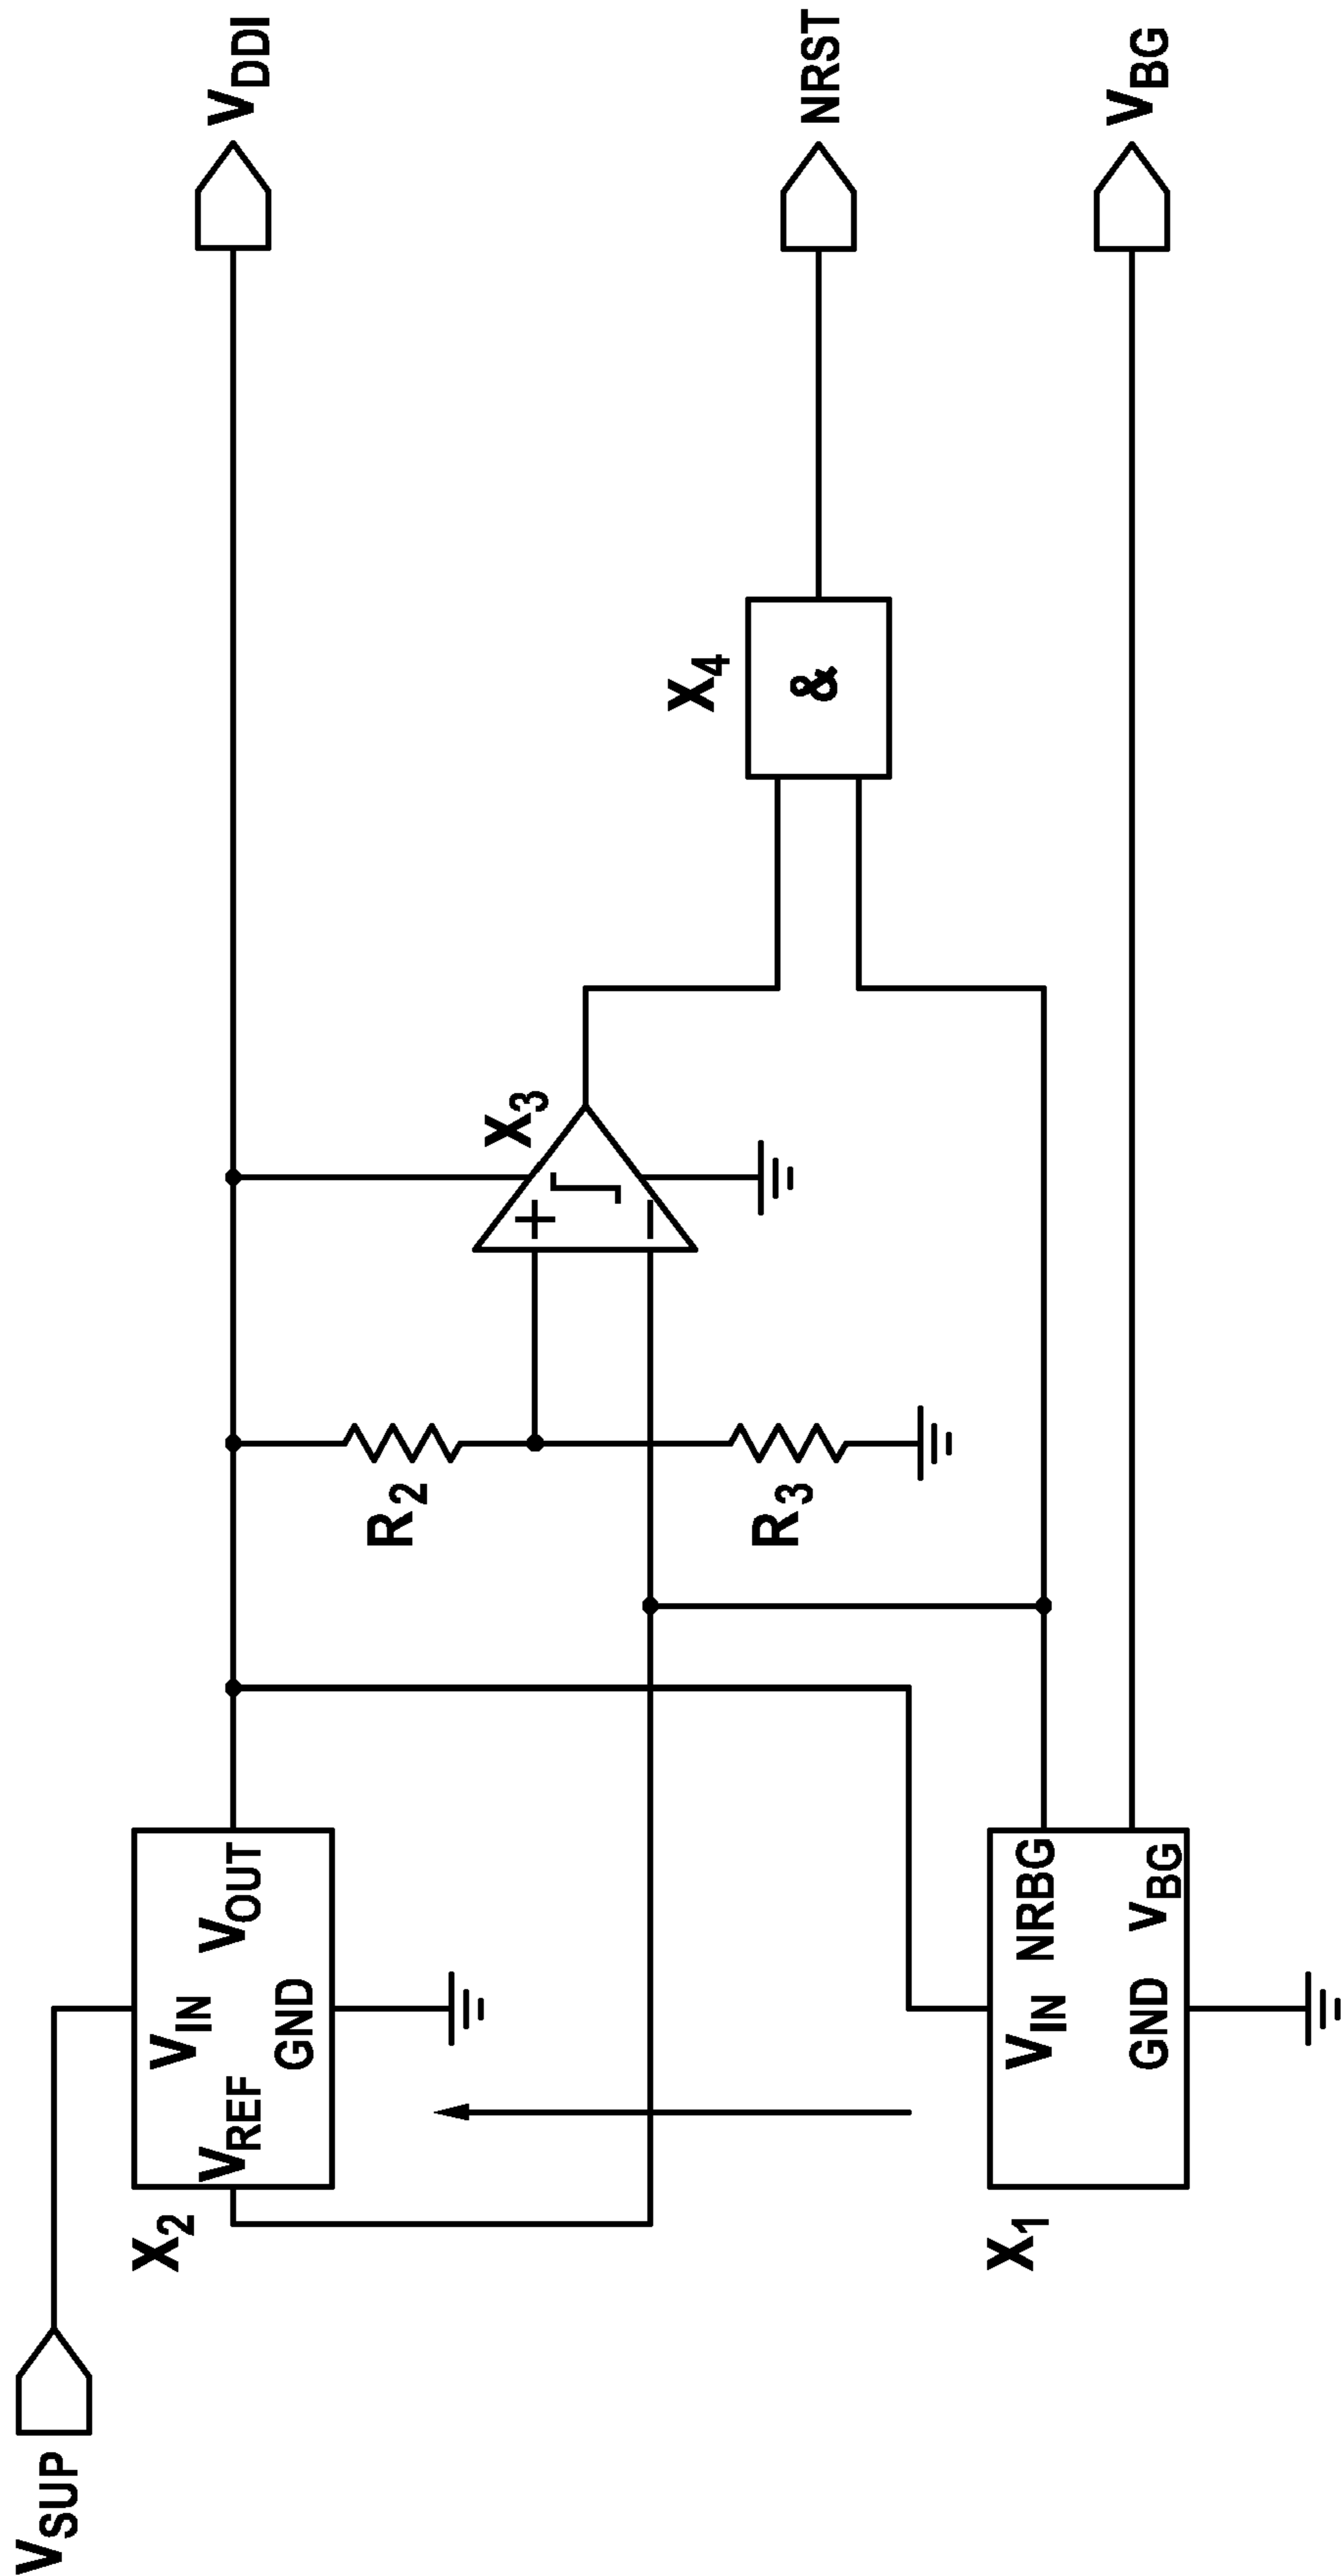 VSUP
X2
VIN
VREF
VOUT
GND
VDDI
R2
R3
X3
+
−
X4
&
NRST
X1
VIN
NRBG
GND
VBG
VBG